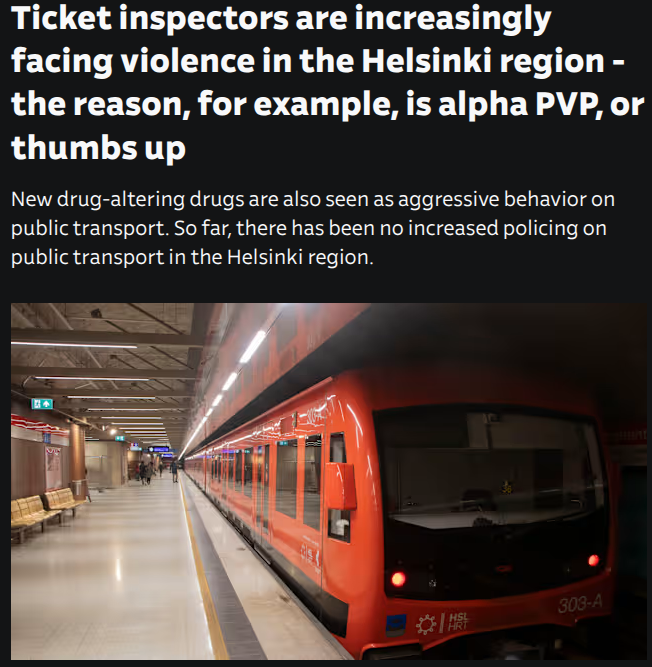 Ticket inspectors are increasingly
facing violence in the Helsinki region -
the reason, for example, is alpha PVP, or
thumbs up
New drug-altering drugs are also seen as aggressive behavior on
public transport. So far, there has been no increased policing on
public transport in the Helsinki region.
HSL
HRT
303-A